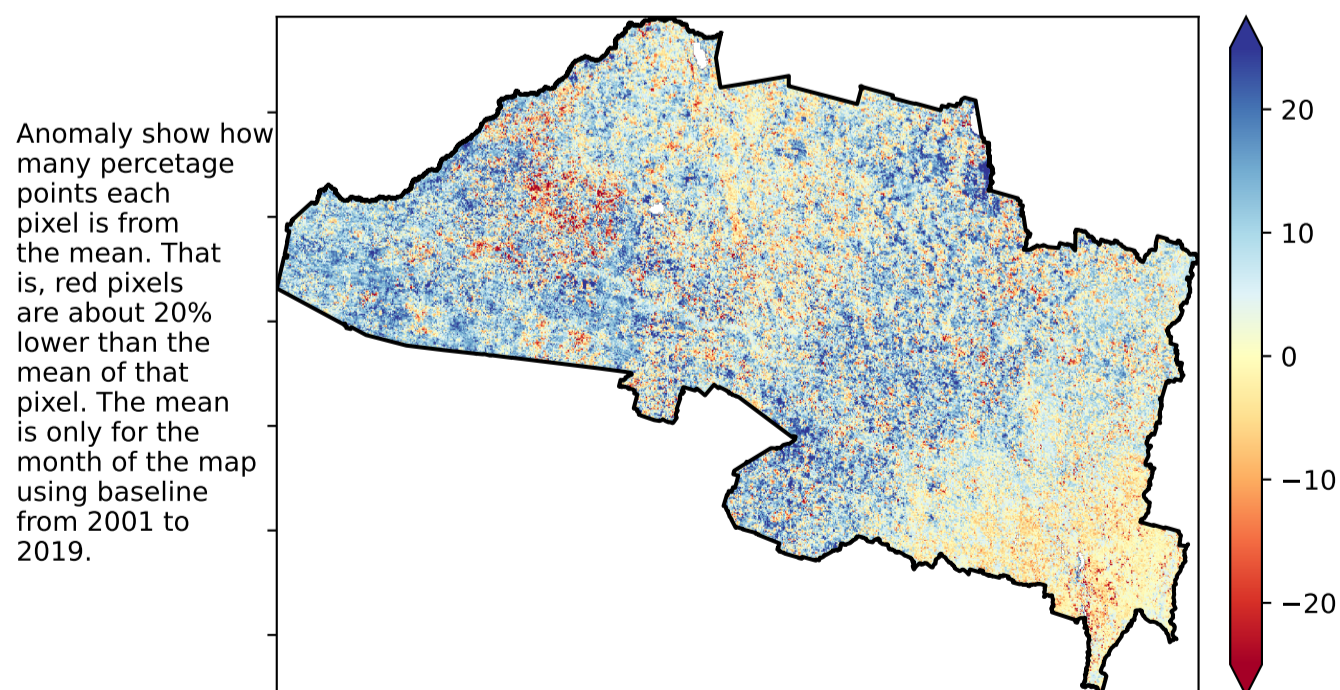 Anomaly show how
many percetage
points each
pixel is from
the mean. That
is, red pixels
are about 20%
lower than the
mean of that
pixel. The mean
is only for the
month of the map
using baseline
from 2001 to
2019.
20
10
0
−10
−20